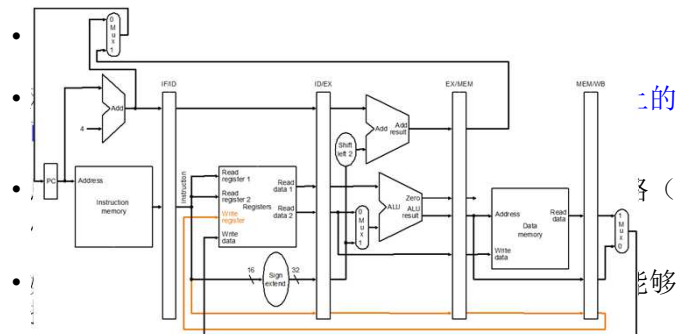 0
M
u
x
1
IF/ID
ID/EX
EX/MEM
MEM/WB
Add
4
Add
Add
result
Shift
left 2
上的
PC
Address
Instruction
memory
Instruction
Read
register 1
Read
register 2
Write
register
Write
data
Registers
Read
data 1
Read
data 2
0
M
u
x
1
Zero
ALU
ALU
result
Address
Write
data
Data
memory
Read
data
1
M
u
x
0
路（
16
Sign
extend
32
能够